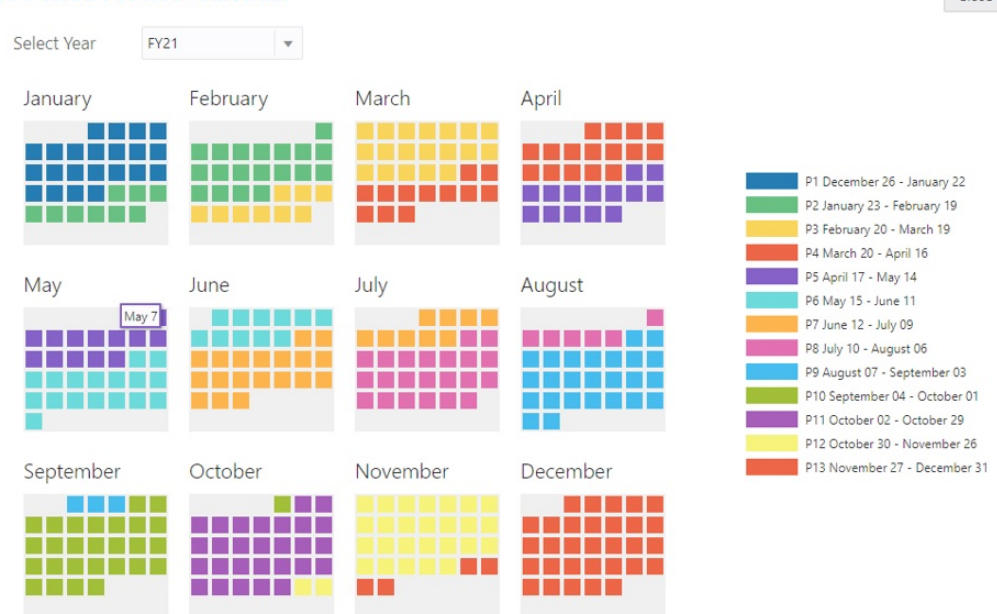 Select Year FY21
January February March April
P1 December 26 - January 22
P2 January 23 - February 19
P3 February 20 - March 19
P4 March 20 - April 16
P5 April 17 - May 14
P6 May 15 - June 11
P7 June 12 - July 09
P8 July 10 - August 06
P9 August 07 - September 03
P10 September 04 - October 01
P11 October 02 - October 29
P12 October 30 - November 26
P13 November 27 - December 31
May June July August
May 7
September October November December